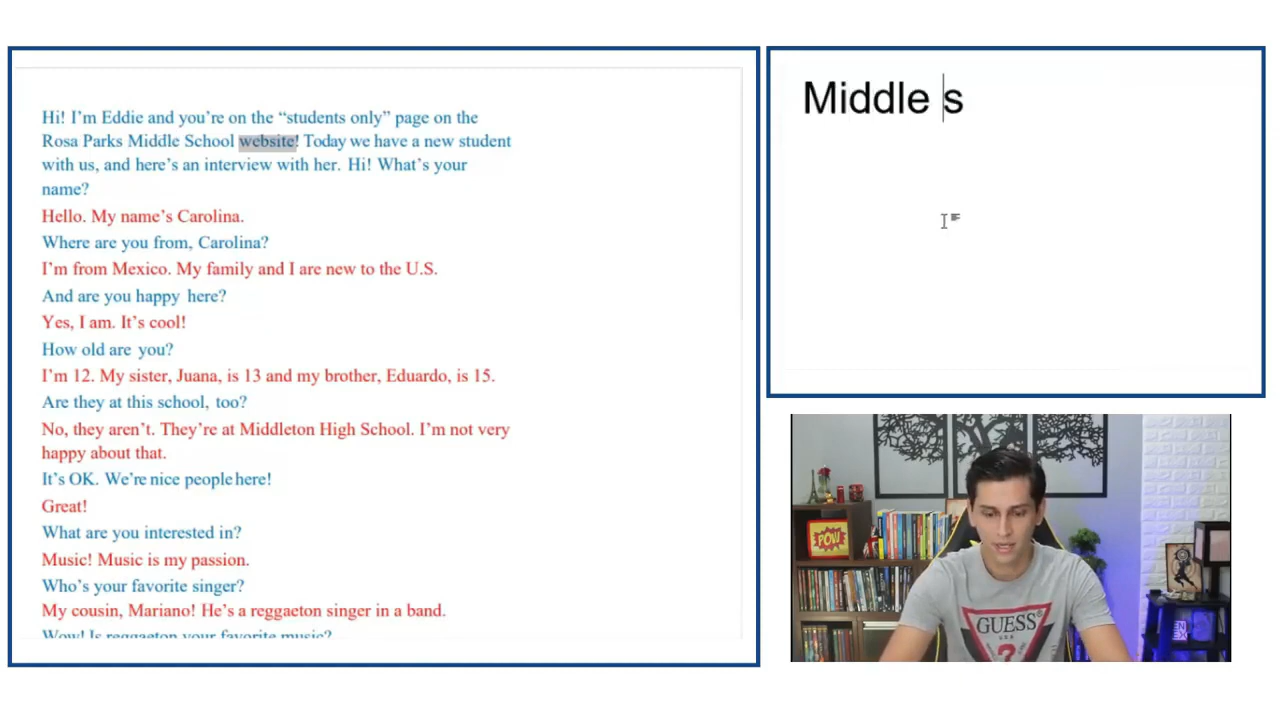 Hi! I'm Eddie and you're on the “students only” page on the
Rosa Parks Middle School website! Today we have a new student
with us, and here's an interview with her. Hi! What's your
name?
Hello. My name's Carolina.
Where are you from, Carolina?
I'm from Mexico. My family and I are new to the U.S.
And are you happy here?
Yes, I am. It's cool!
How old are you?
I'm 12. My sister, Juana, is 13 and my brother, Eduardo, is 15.
Are they at this school, too?
No, they aren't. They're at Middleton High School. I'm not very
happy about that.
It's OK. We're nice people here!
Great!
What are you interested in?
Music! Music is my passion.
Who's your favorite singer?
My cousin, Mariano! He's a reggaeton singer in a band.
Wow! Is reggaeton your favorite music?
Middle s
POW
GUESS
U.S.A.
?